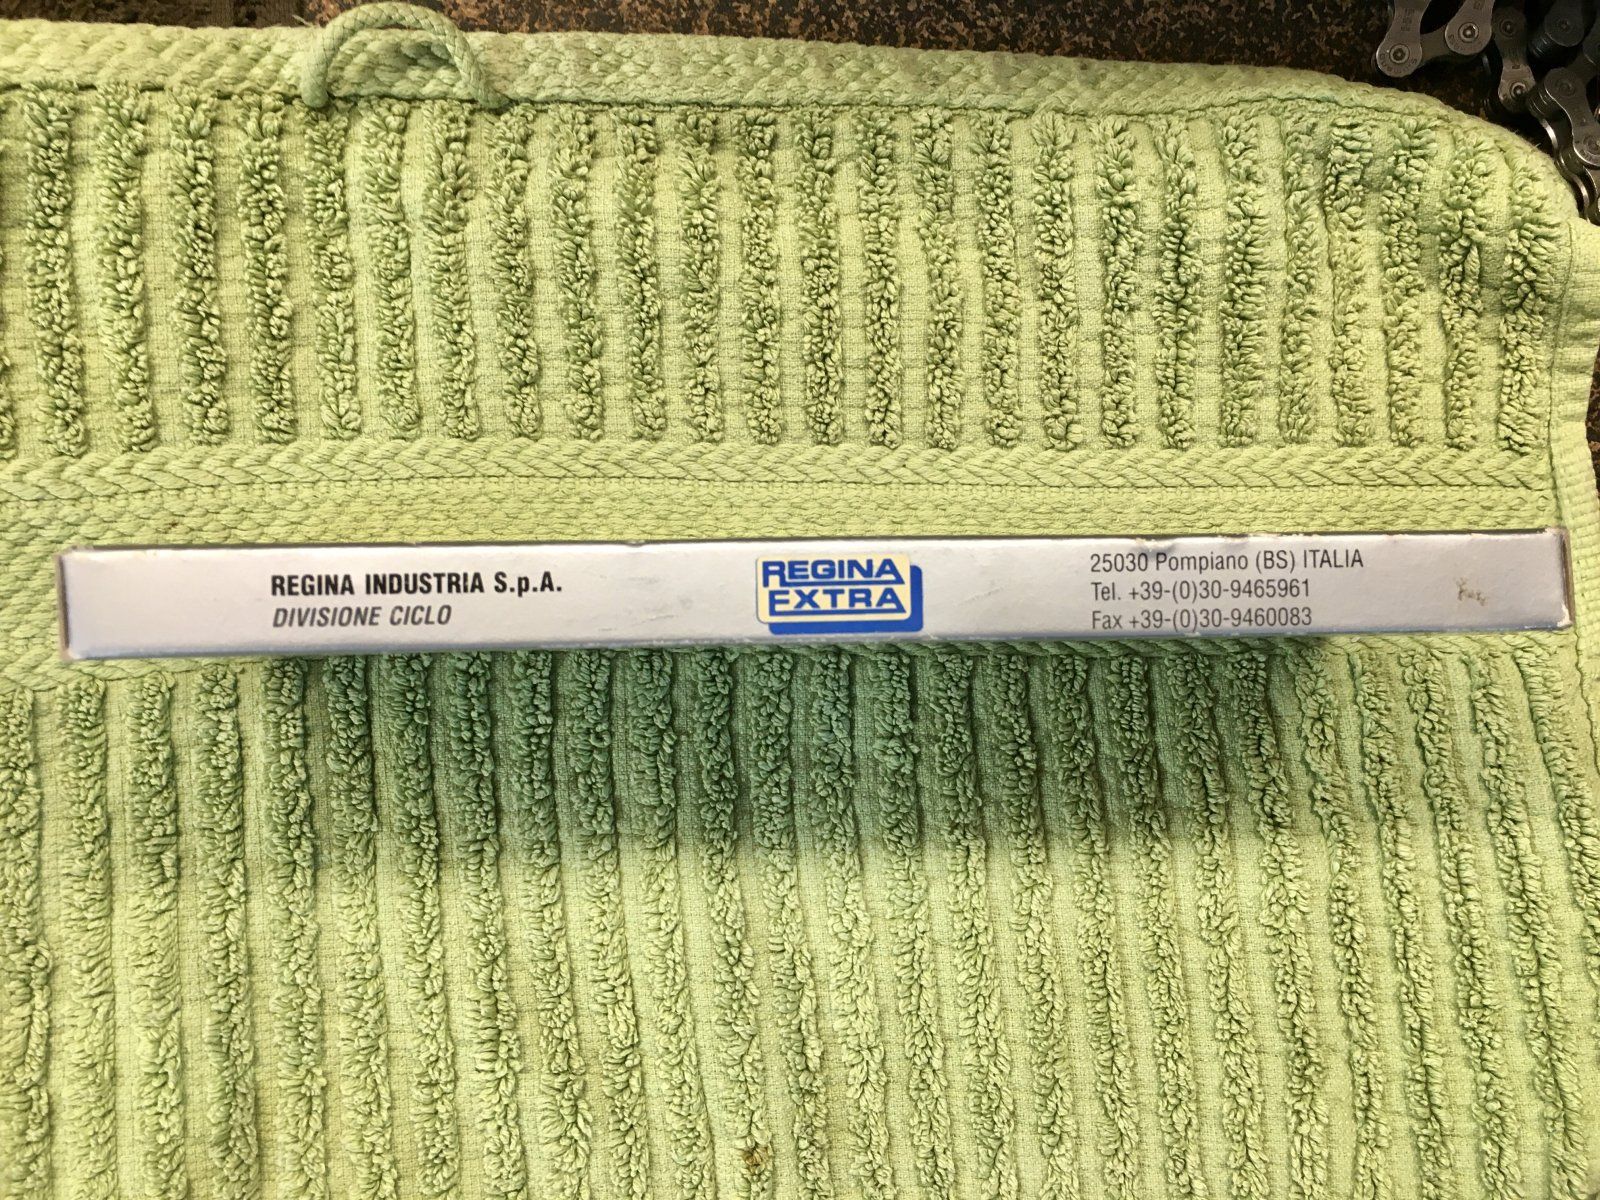 REGINA INDUSTRIA S.p.A.
DIVISIONE CICLO
REGINA
EXTRA
25030 Pompiano (BS) ITALIA
Tel. +39-(0)30-9465961
Fax +39-(0)30-9460083